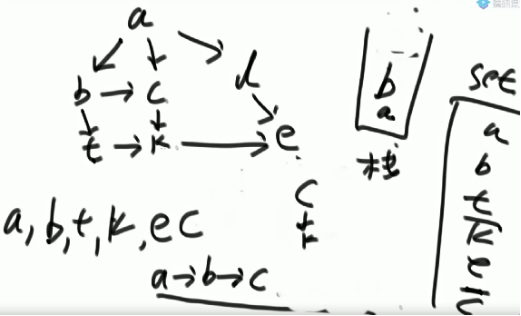 a
b → c d
t → k → e
b
a
栈
set
a
b
t
k
e
c
c
k
a, b, t, k, e c
a → b → c